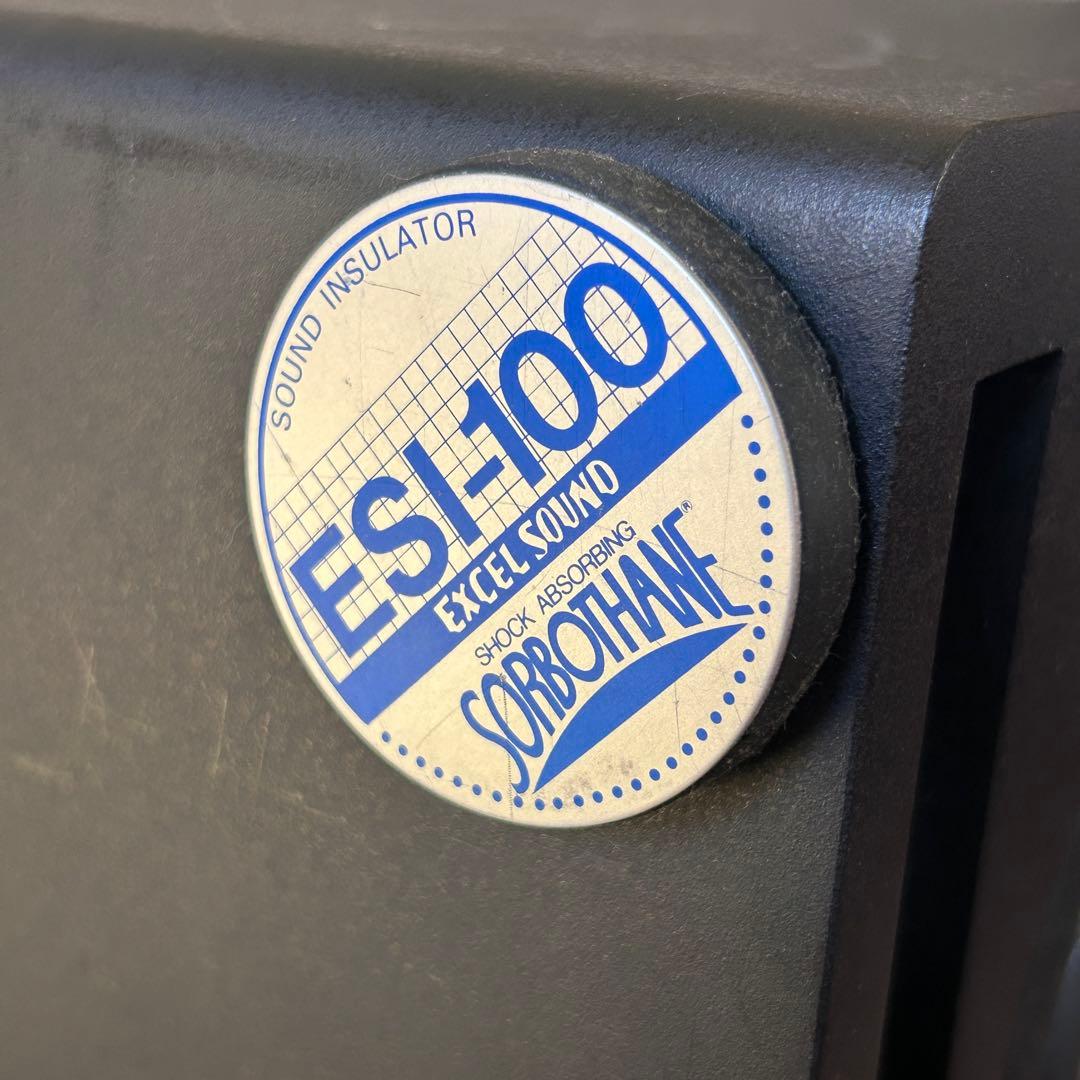 SOUND INSULATOR
ESI-100
EXCEL SOUND
SHOCK ABSORBING
SORBOTHANE®